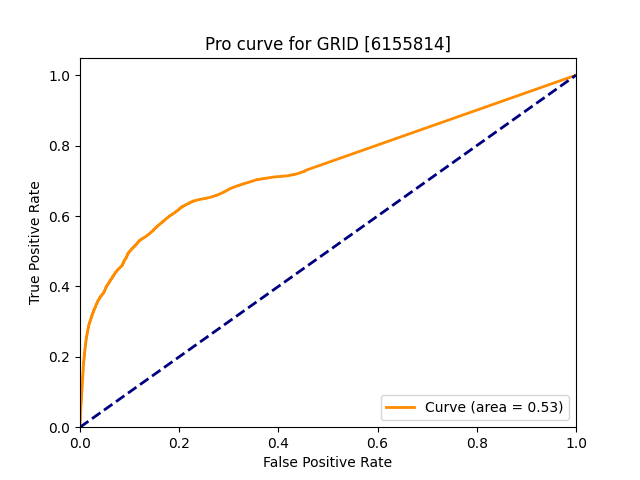 Pro curve for GRID [6155814]
True Positive Rate
1.0
0.8
0.6
0.4
0.2
0.0
0.0 0.2 0.4 0.6 0.8 1.0
False Positive Rate
Curve (area = 0.53)